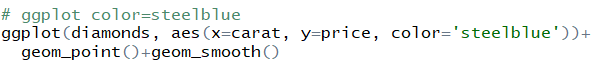 # ggplot color=steelblue
ggplot(diamonds, aes(x=carat, y=price, color='steelblue'))+
  geom_point()+geom_smooth()